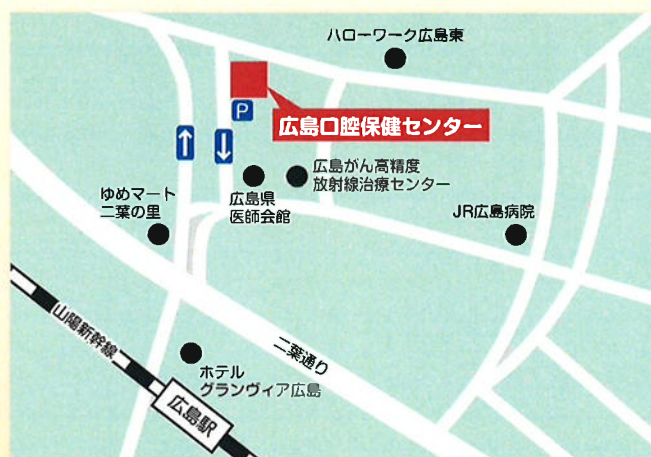 ハローワーク広島東
P
広島口腔保健センター
広島がん高精度
放射線治療センター
広島県
医師会館
ゆめマート
二葉の里
JR広島病院
山陽新幹線
二葉通り
ホテル
グランヴィア広島
広島駅